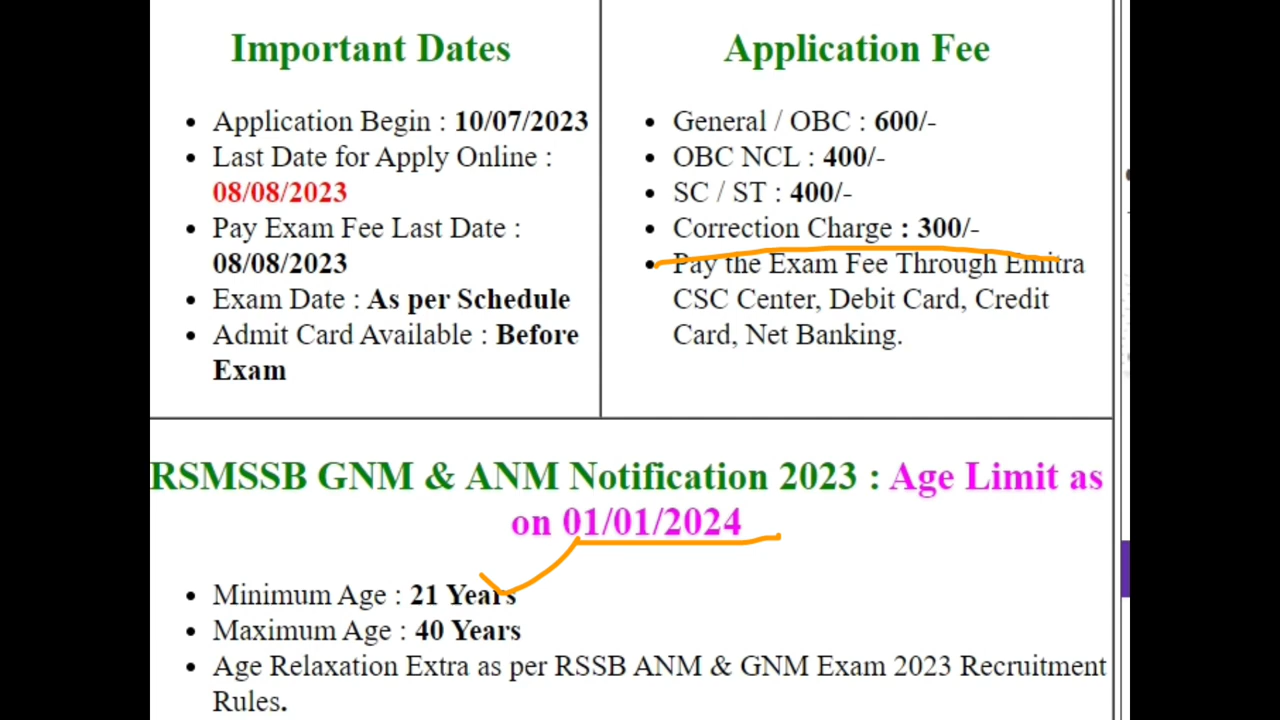 Important Dates
Application Begin : 10/07/2023
Last Date for Apply Online :
08/08/2023
Pay Exam Fee Last Date :
08/08/2023
Exam Date : As per Schedule
Admit Card Available : Before
Exam
Application Fee
General / OBC : 600/-
OBC NCL : 400/-
SC / ST : 400/-
Correction Charge : 300/-
Pay the Exam Fee Through Emitra
CSC Center, Debit Card, Credit
Card, Net Banking.
RSMSSB GNM & ANM Notification 2023 : Age Limit as
on 01/01/2024
Minimum Age : 21 Years
Maximum Age : 40 Years
Age Relaxation Extra as per RSSB ANM & GNM Exam 2023 Recruitment
Rules.